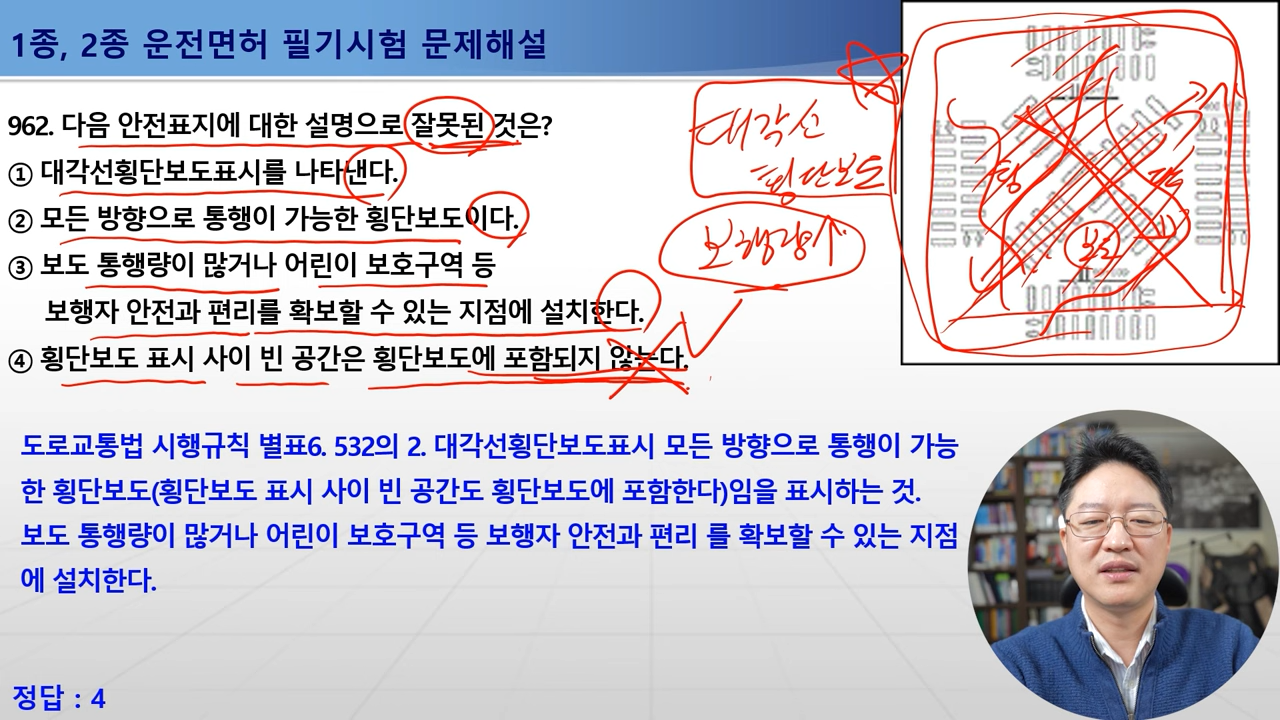 1종, 2종 운전면허 필기시험 문제해설
962. 다음 안전표지에 대한 설명으로 잘못된 것은?
① 대각선횡단보도표시를 나타낸다.
② 모든 방향으로 통행이 가능한 횡단보도이다.
③ 보도 통행량이 많거나 어린이 보호구역 등
보행자 안전과 편리를 확보할 수 있는 지점에 설치한다.
④ 횡단보도 표시 사이 빈 공간은 횡단보도에 포함되지 않는다.
대각선
횡단보도
도로교통법 시행규칙 별표6. 532의 2. 대각선횡단보도표시 모든 방향으로 통행이 가능
한 횡단보도(횡단보도 표시 사이 빈 공간도 횡단보도에 포함한다)임을 표시하는 것.
보도 통행량이 많거나 어린이 보호구역 등 보행자 안전과 편리 를 확보할 수 있는 지점
에 설치한다.
정답 : 4